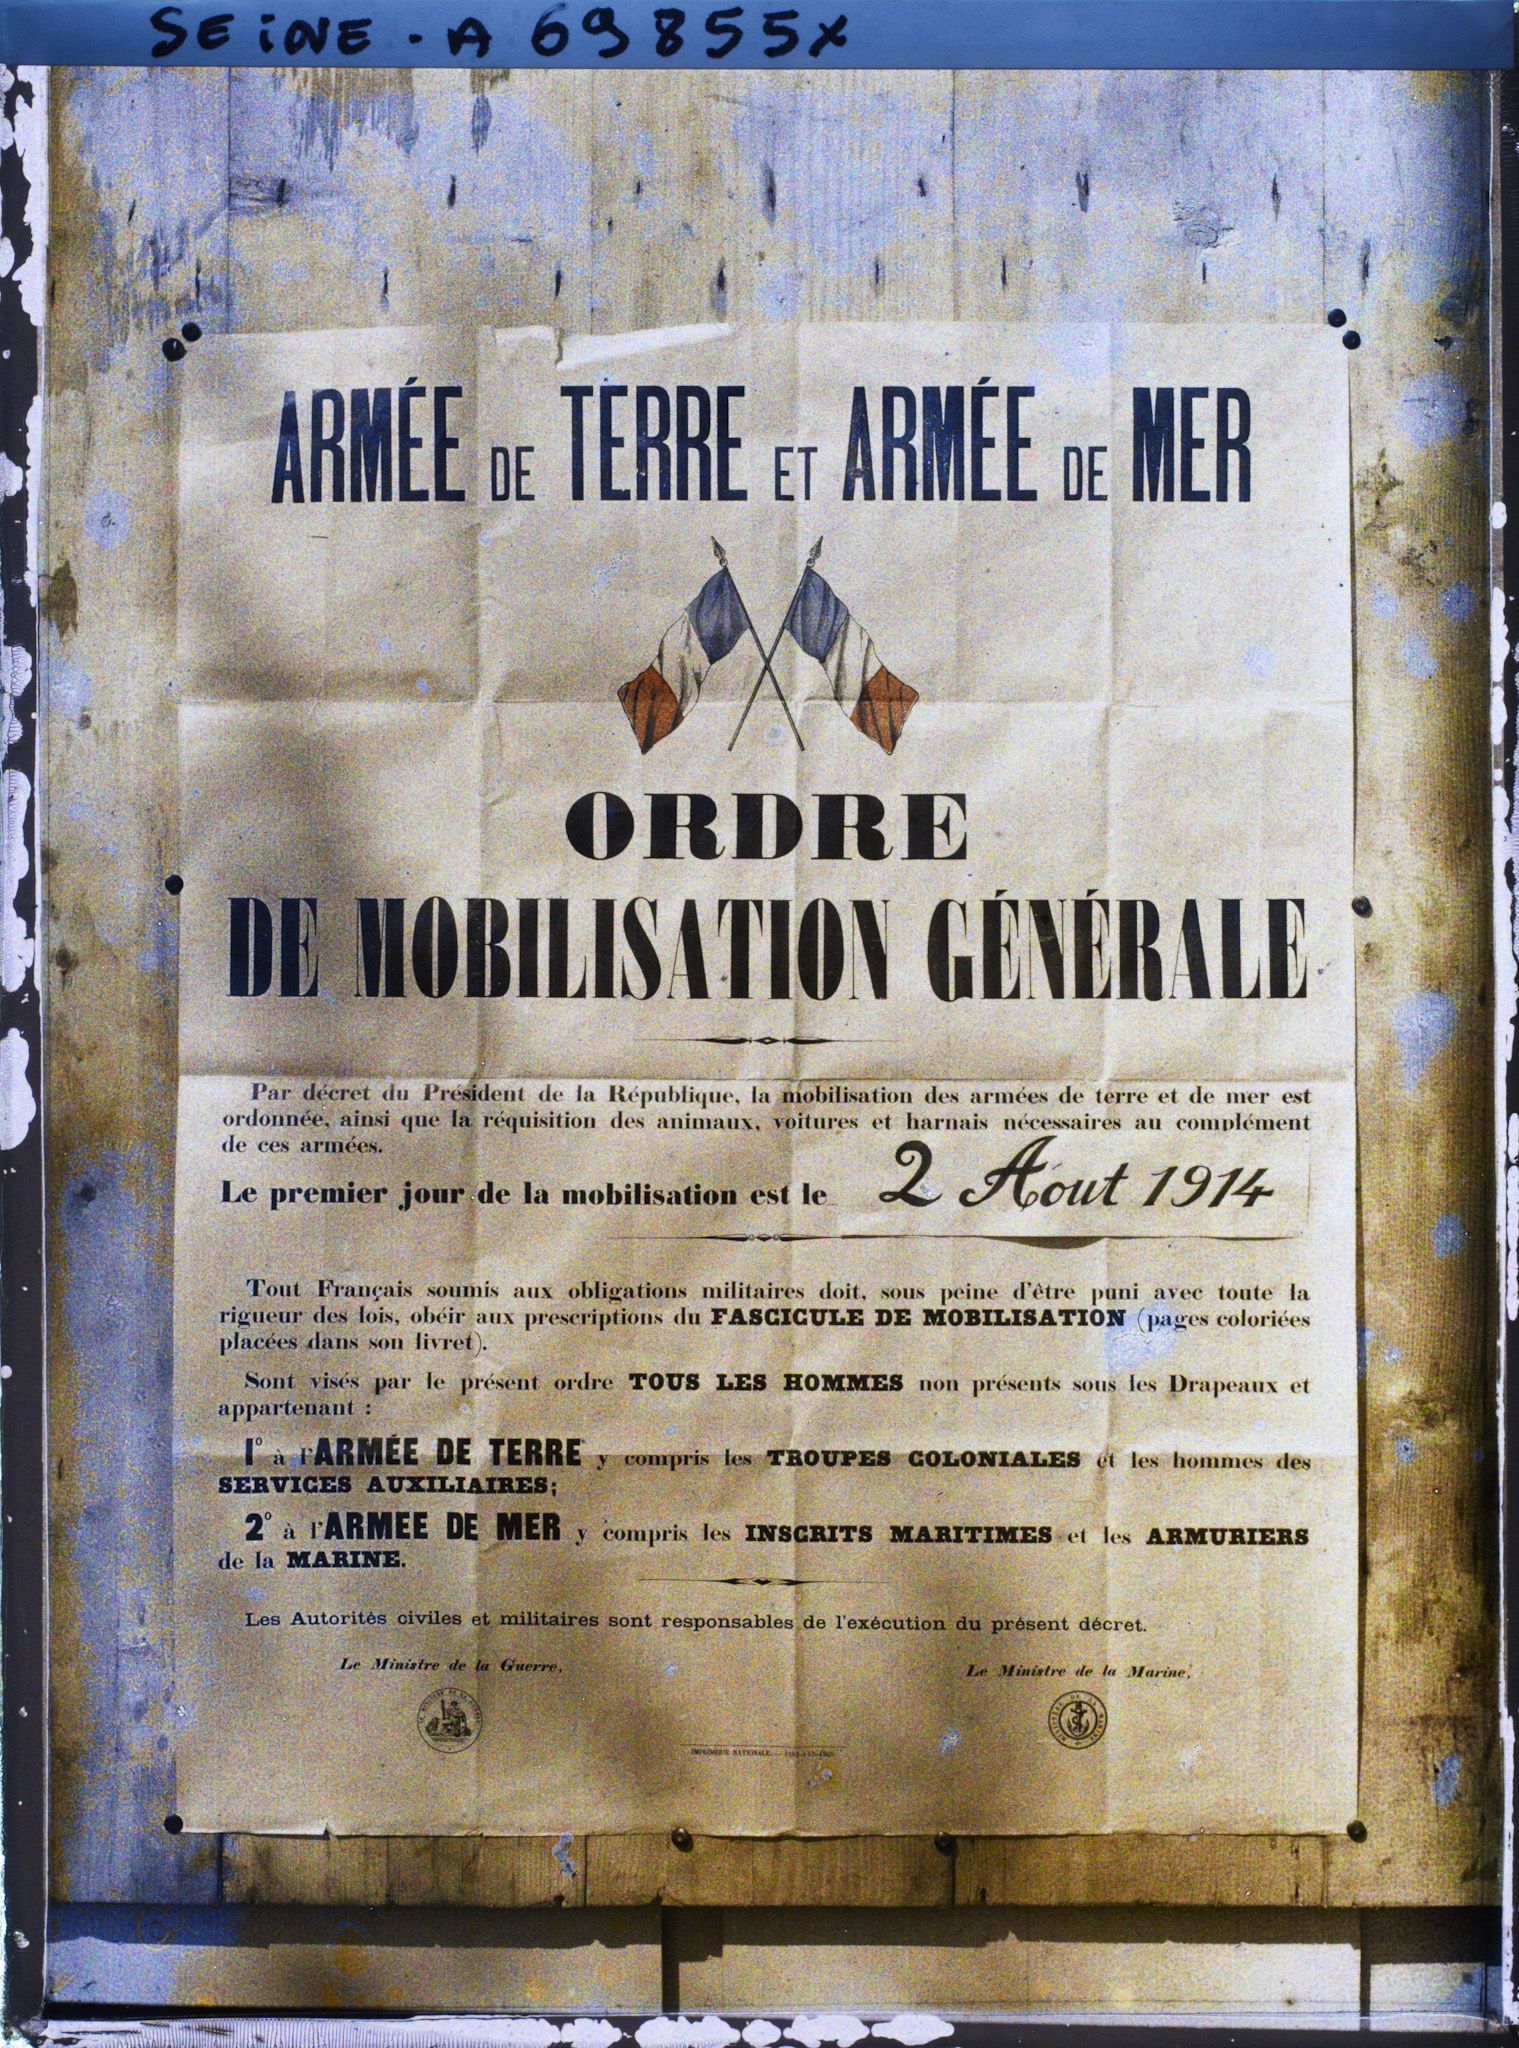 SEINE - A 69 855X
ARMÉE DE TERRE ET ARMÉE DE MER
ORDRE
DE MOBILISATION GÉNÉRALE
Par décret du Président de la République, la mobilisation des armées de terre et de mer est
ordonnée, ainsi que la réquisition des animaux, voitures et harnais nécessaires au complément
de ces armées.
Le premier jour de la mobilisation est le 2 Aout 1914
Tout Français soumis aux obligations militaires doit, sous peine d'être puni avec toute la
rigueur des lois, obéir aux prescriptions du FASCICULE DE MOBILISATION (pages coloriées
placées dans son livret).
Sont visés par le présent ordre TOUS LES HOMMES non présents sous les Drapeaux et
appartenant :
1° à l'ARMÉE DE TERRE y compris les TROUPES COLONIALES et les hommes des
SERVICES AUXILIAIRES;
2° à l'ARMEE DE MER y compris les INSCRITS MARITIMES et les ARMURIERS
de la MARINE.
Les Autorités civiles et militaires sont responsables de l'exécution du présent décret.
Le Ministre de la Guerre,
Le Ministre de la Marine,
IMPRIMERIE NATIONALE.